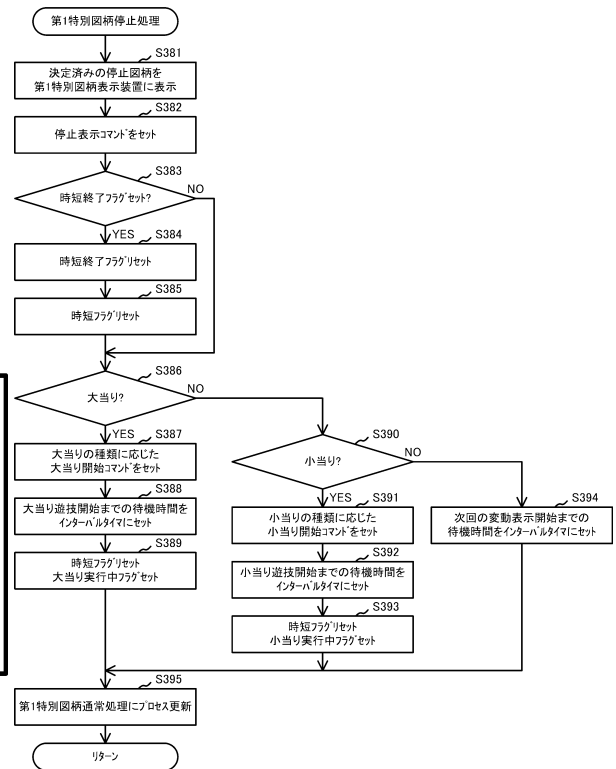 第1特別図柄停止処理
S381
決定済みの停止図柄を
第1特別図柄表示装置に表示
S382
停止表示コマンドをセット
S383
時短終了フラグセット?
NO
YES
S384
時短終了フラグリセット
S385
時短フラグリセット
S386
大当り?
NO
YES
S387
大当りの種類に応じた
大当り開始コマンドをセット
S388
大当り遊技開始までの待機時間を
インターバルタイマにセット
S389
時短フラグリセット
大当り実行中フラグセット
S390
小当り?
NO
YES
S391
小当りの種類に応じた
小当り開始コマンドをセット
S392
小当り遊技開始までの待機時間を
インターバルタイマにセット
S393
時短フラグリセット
小当り実行中フラグセット
S394
次回の変動表示開始までの
待機時間をインターバルタイマにセット
S395
第1特別図柄通常処理にプロセス更新
リターン